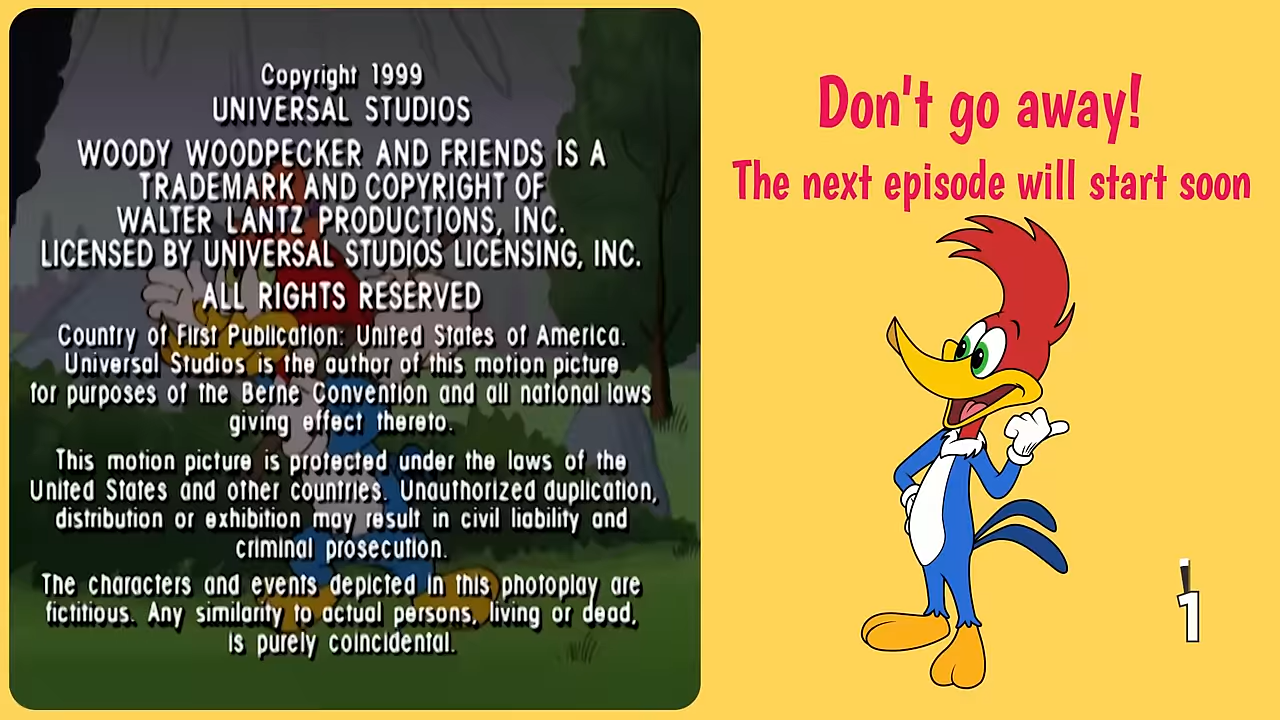 Copyright 1999
UNIVERSAL STUDIOS
WOODY WOODPECKER AND FRIENDS IS A
TRADEMARK AND COPYRIGHT OF
WALTER LANTZ PRODUCTIONS, INC.
LICENSED BY UNIVERSAL STUDIOS LICENSING, INC.
ALL RIGHTS RESERVED
Country of First Publication: United States of America.
Universal Studios is the author of this motion picture
for purposes of the Berne Convention and all national laws
giving effect thereto.
This motion picture is protected under the laws of the
United States and other countries. Unauthorized duplication,
distribution or exhibition may result in civil liability and
criminal prosecution.
The characters and events depicted in this photoplay are
fictitious. Any similarity to actual persons, living or dead,
is purely coincidental.
Don't go away!
The next episode will start soon
1